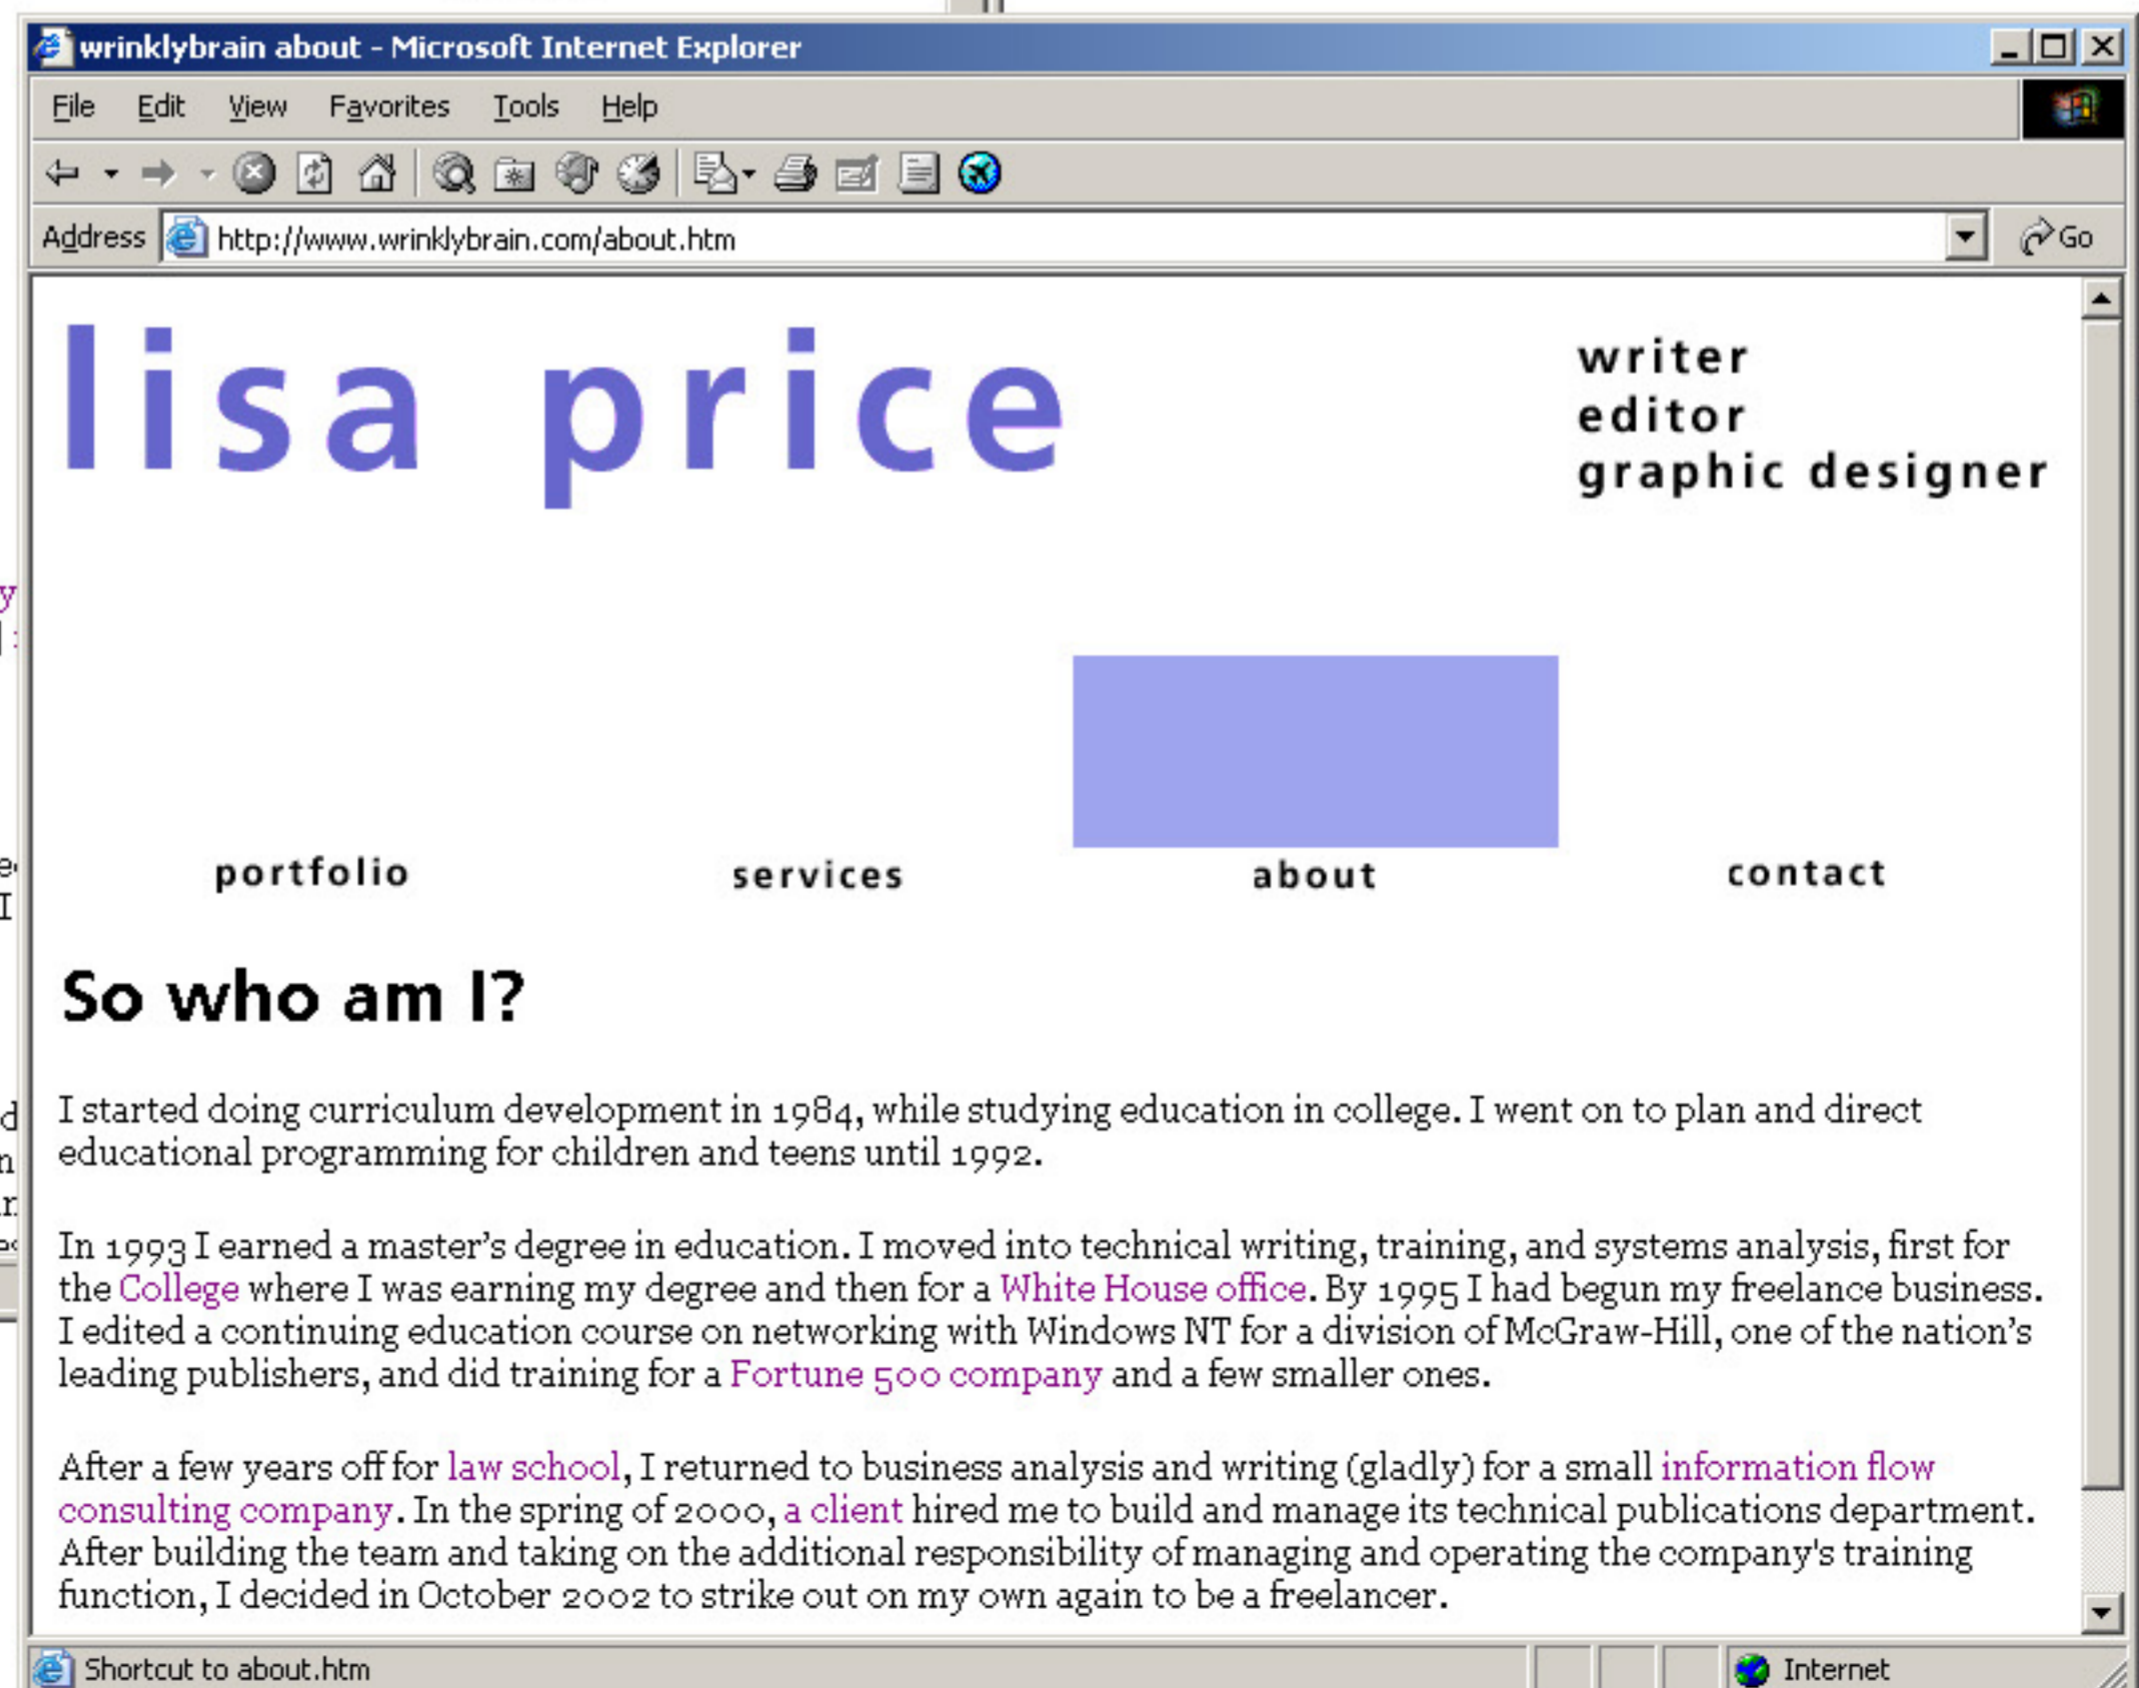 wrinklybrain about - Microsoft Internet Explorer
File Edit View Favorites Tools Help
Address http://www.wrinklybrain.com/about.htm Go
lisa price
writer
editor
graphic designer
portfolio services about contact
So who am I?
I started doing curriculum development in 1984, while studying education in college. I went on to plan and direct
educational programming for children and teens until 1992.
In 1993 I earned a master's degree in education. I moved into technical writing, training, and systems analysis, first for
the College where I was earning my degree and then for a White House office. By 1995 I had begun my freelance business.
I edited a continuing education course on networking with Windows NT for a division of McGraw-Hill, one of the nation's
leading publishers, and did training for a Fortune 500 company and a few smaller ones.
After a few years off for law school, I returned to business analysis and writing (gladly) for a small information flow
consulting company. In the spring of 2000, a client hired me to build and manage its technical publications department.
After building the team and taking on the additional responsibility of managing and operating the company's training
function, I decided in October 2002 to strike out on my own again to be a freelancer.
Shortcut to about.htm Internet